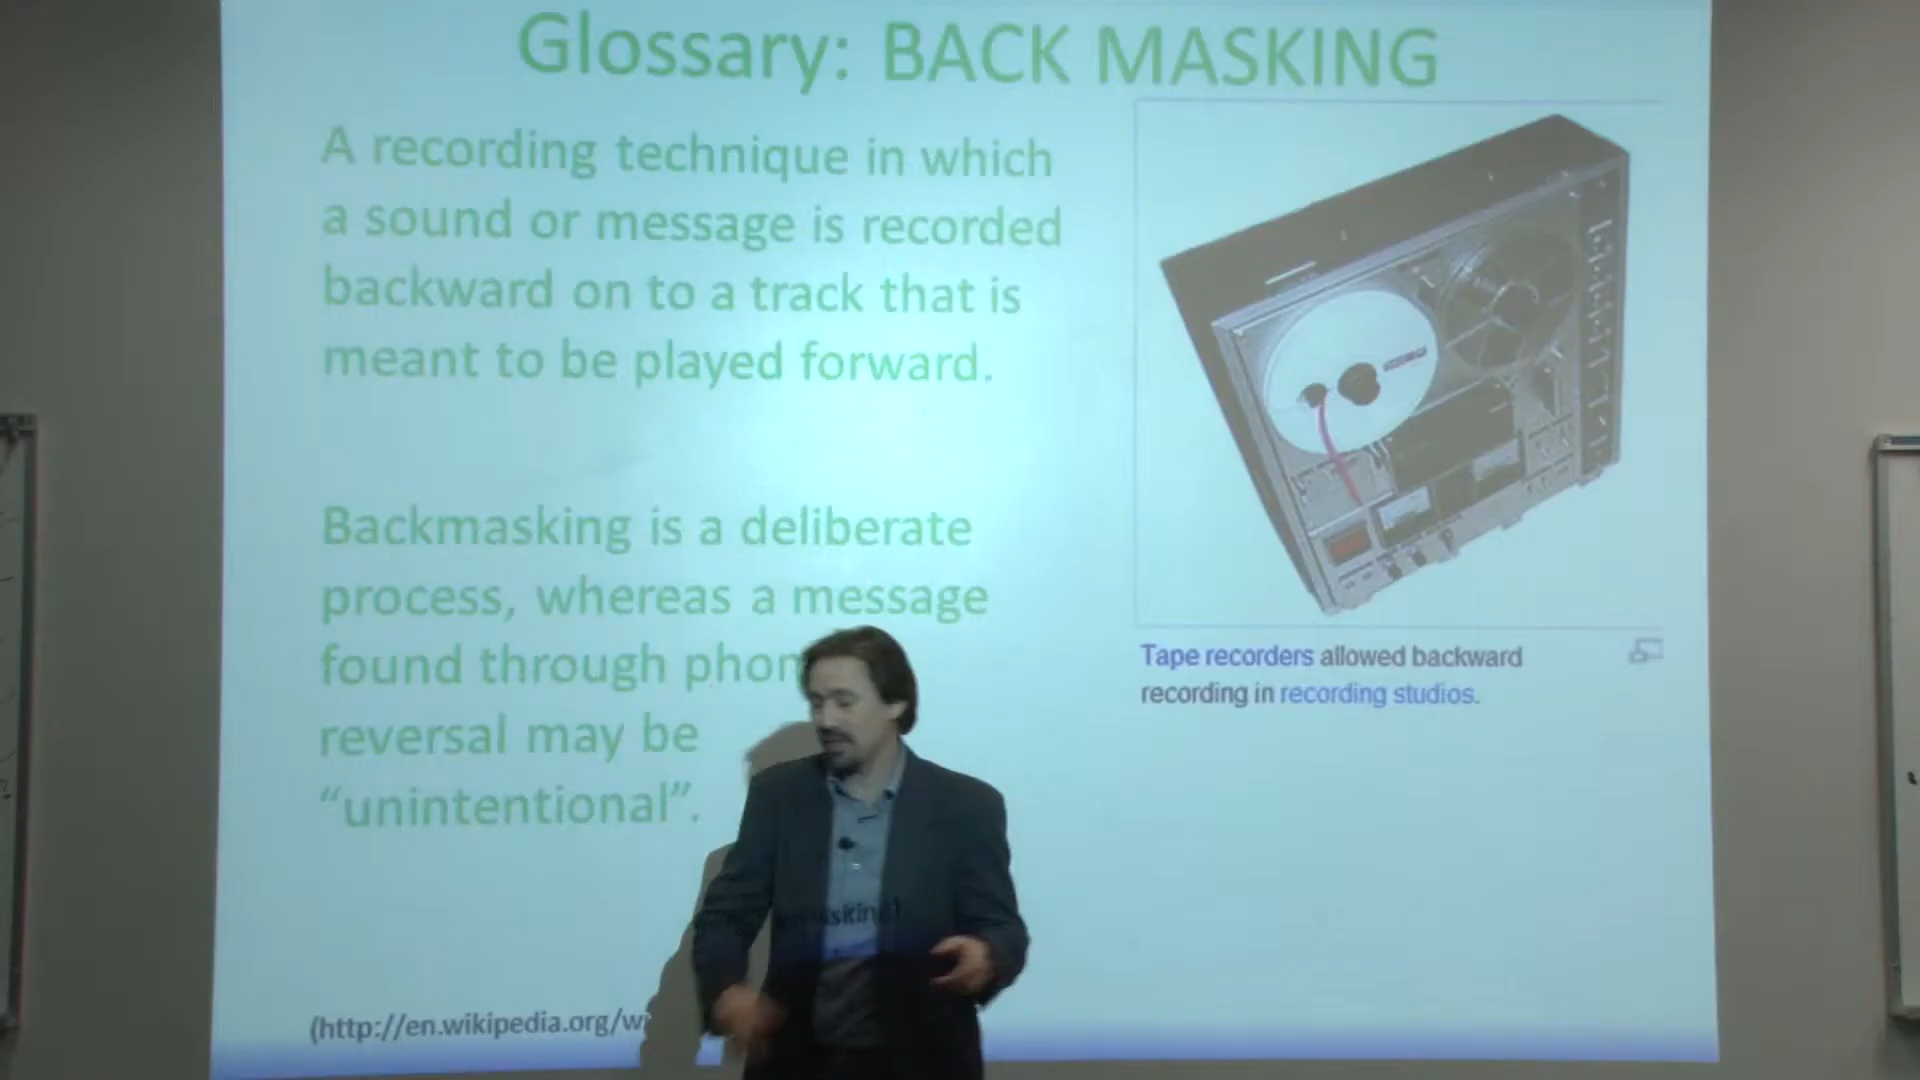 Glossary: BACK MASKING
A recording technique in which
a sound or message is recorded
backward on to a track that is
meant to be played forward.
Backmasking is a deliberate
process, whereas a message
found through
reversal may be
“unintentional”.
Tape recorders allowed backward
recording in recording studios.
(http://en.wikipedia.org/w